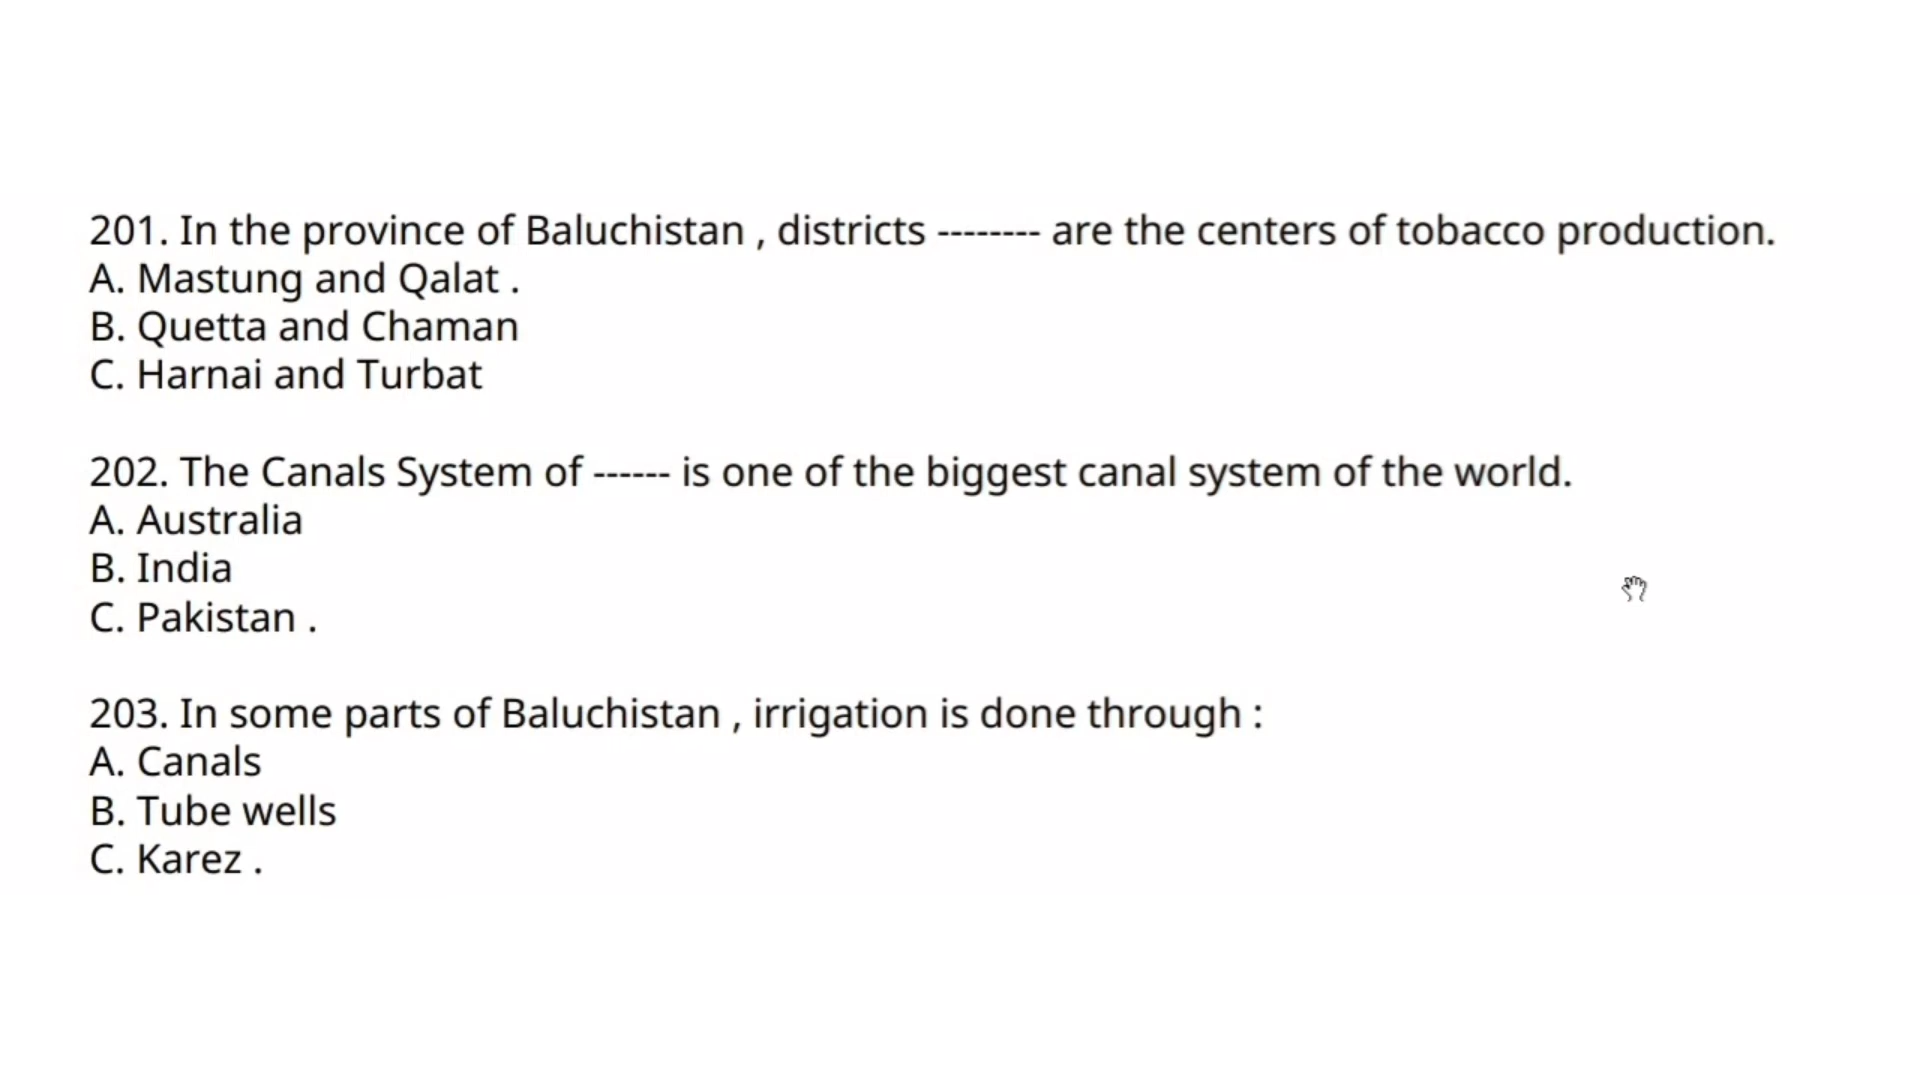 201. In the province of Baluchistan , districts -------- are the centers of tobacco production.
A. Mastung and Qalat .
B. Quetta and Chaman
C. Harnai and Turbat
202. The Canals System of ------ is one of the biggest canal system of the world.
A. Australia
B. India
C. Pakistan .
203. In some parts of Baluchistan , irrigation is done through :
A. Canals
B. Tube wells
C. Karez .